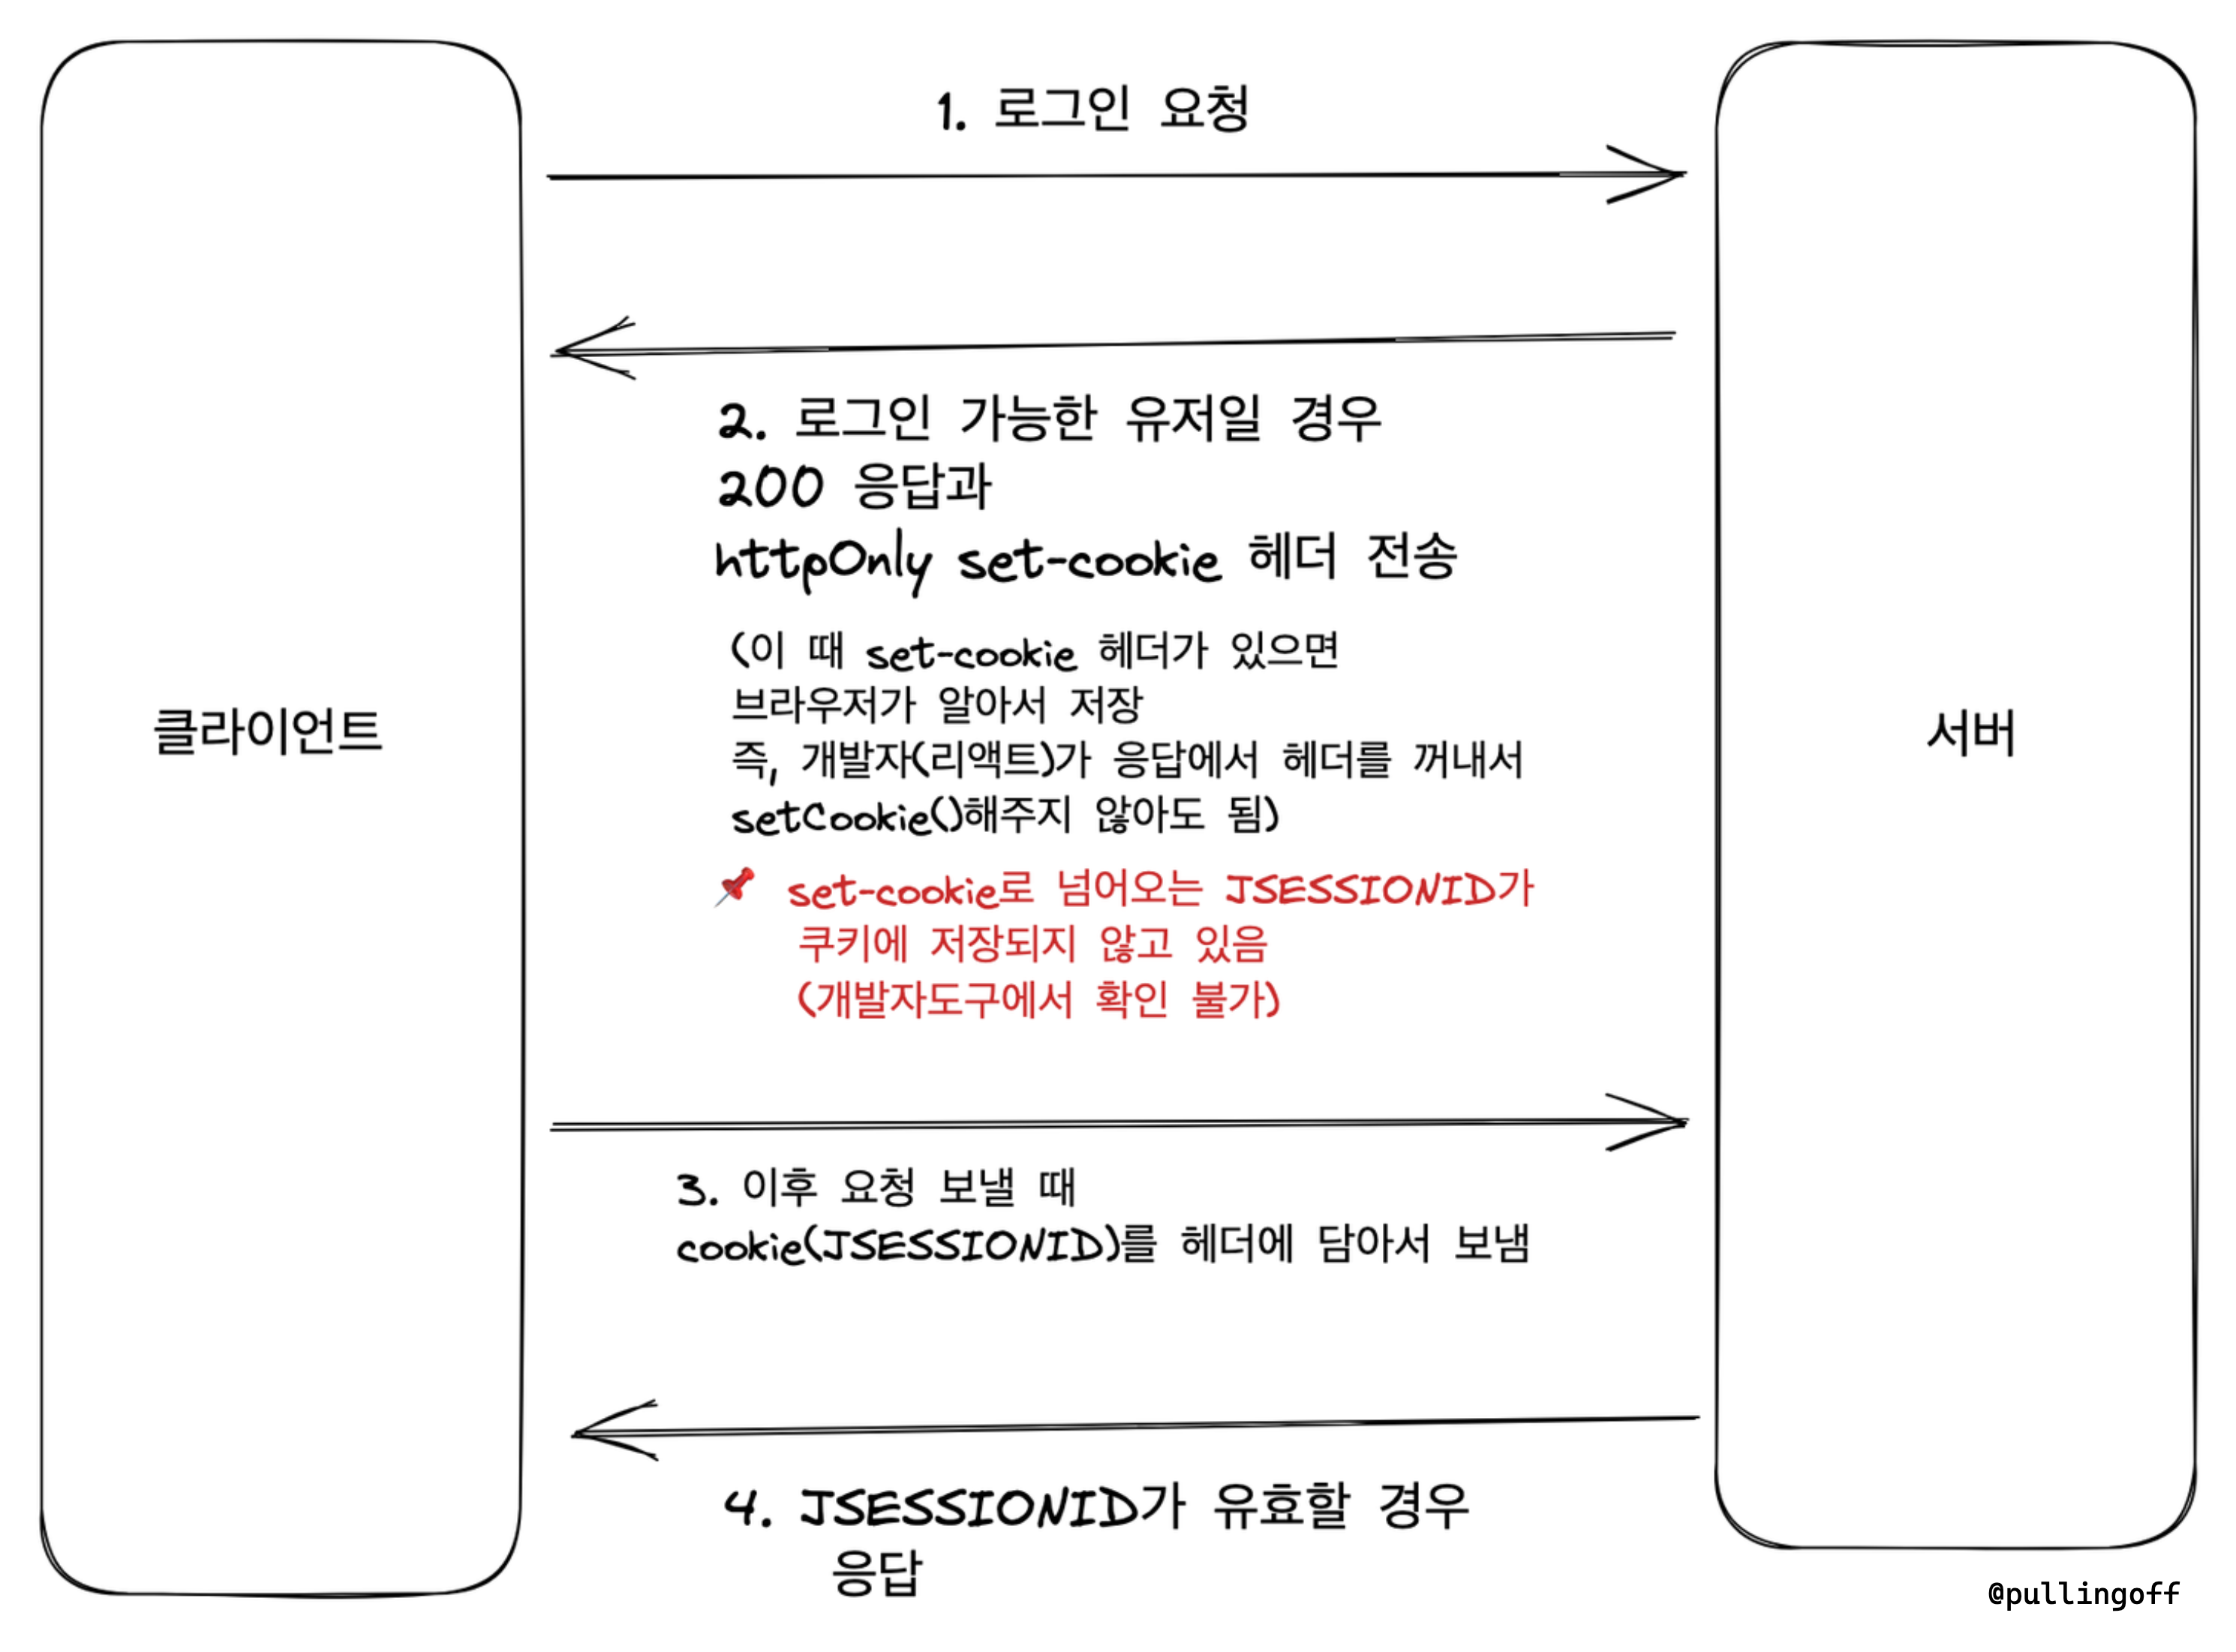 1. 로그인 요청
2. 로그인 가능한 유저일 경우
200 응답과
httpOnly set-cookie 헤더 전송
(이 때 set-cookie 헤더가 있으면
브라우저가 알아서 저장
즉, 개발자(리액트)가 응답에서 헤더를 꺼내서
setCookie()해주지 않아도 됨)
클라이언트
서버
📌 set-cookie로 넘어오는 JSESSIONID가
쿠키에 저장되지 않고 있음
(개발자도구에서 확인 불가)
3. 이후 요청 보낼 때
cookie(JSESSIONID)를 헤더에 담아서 보냄
4. JSESSIONID가 유효할 경우
응답
@pullingoff